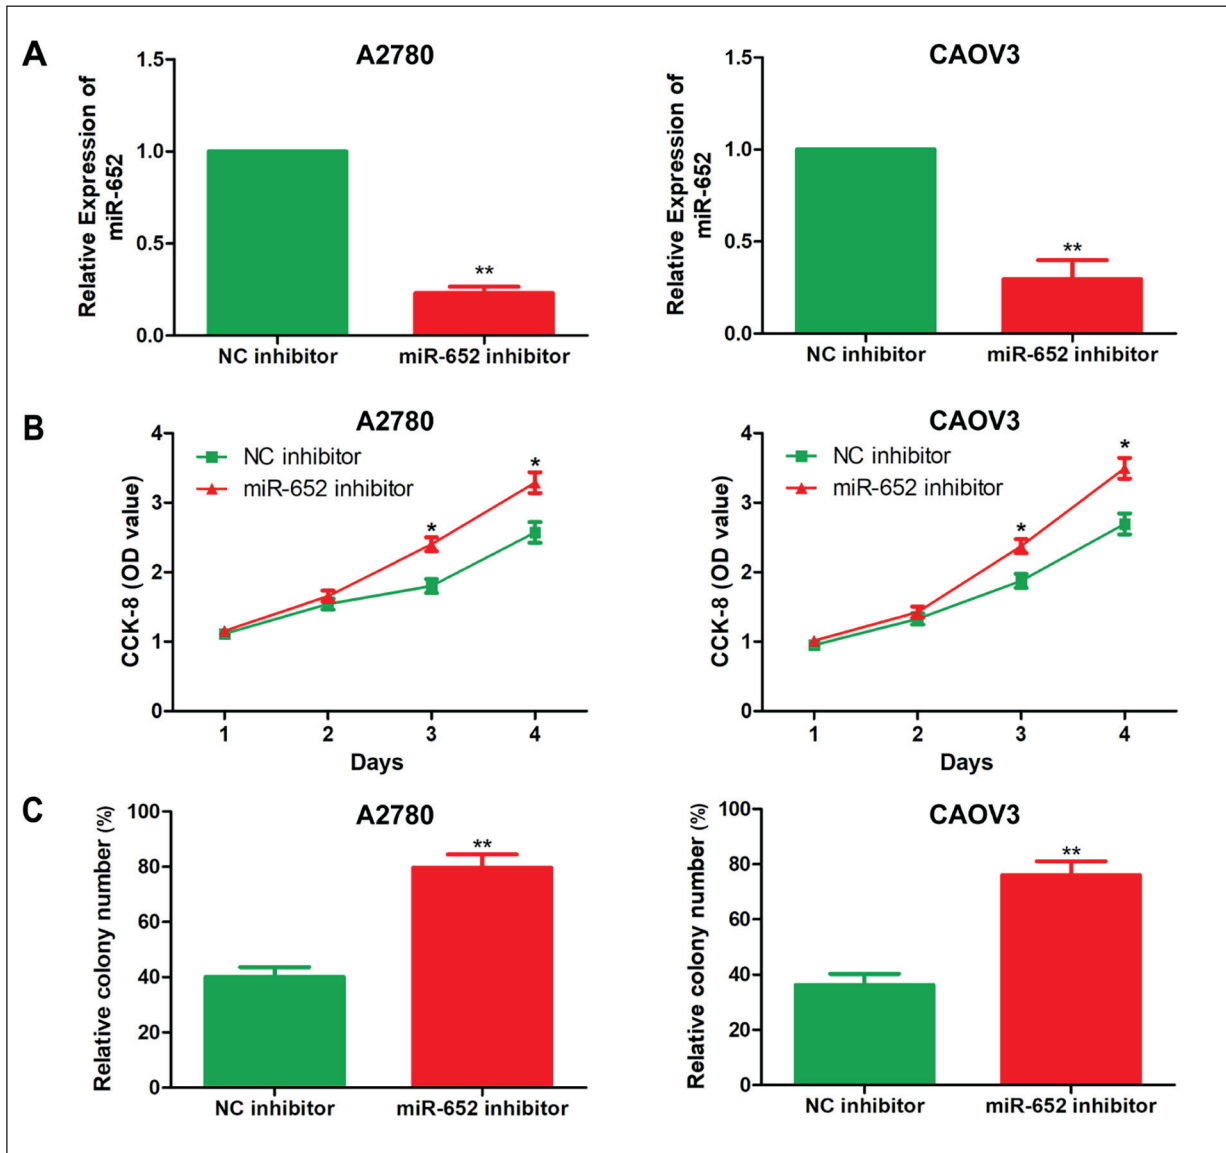 A
A2780
Relative Expression of
miR-652
1.5
1.0
0.5
0.0
**
NC inhibitor
miR-652 inhibitor
CAOV3
Relative Expression of
miR-652
1.5
1.0
0.5
0.0
**
NC inhibitor
miR-652 inhibitor
B
A2780
CCK-8 (OD value)
4
3
2
1
0
NC inhibitor
miR-652 inhibitor
*
*
1 2 3 4
Days
CAOV3
CCK-8 (OD value)
4
3
2
1
0
NC inhibitor
miR-652 inhibitor
*
*
1 2 3 4
Days
C
A2780
Relative colony number (%)
100
80
60
40
20
0
**
NC inhibitor
miR-652 inhibitor
CAOV3
Relative colony number (%)
100
80
60
40
20
0
**
NC inhibitor
miR-652 inhibitor